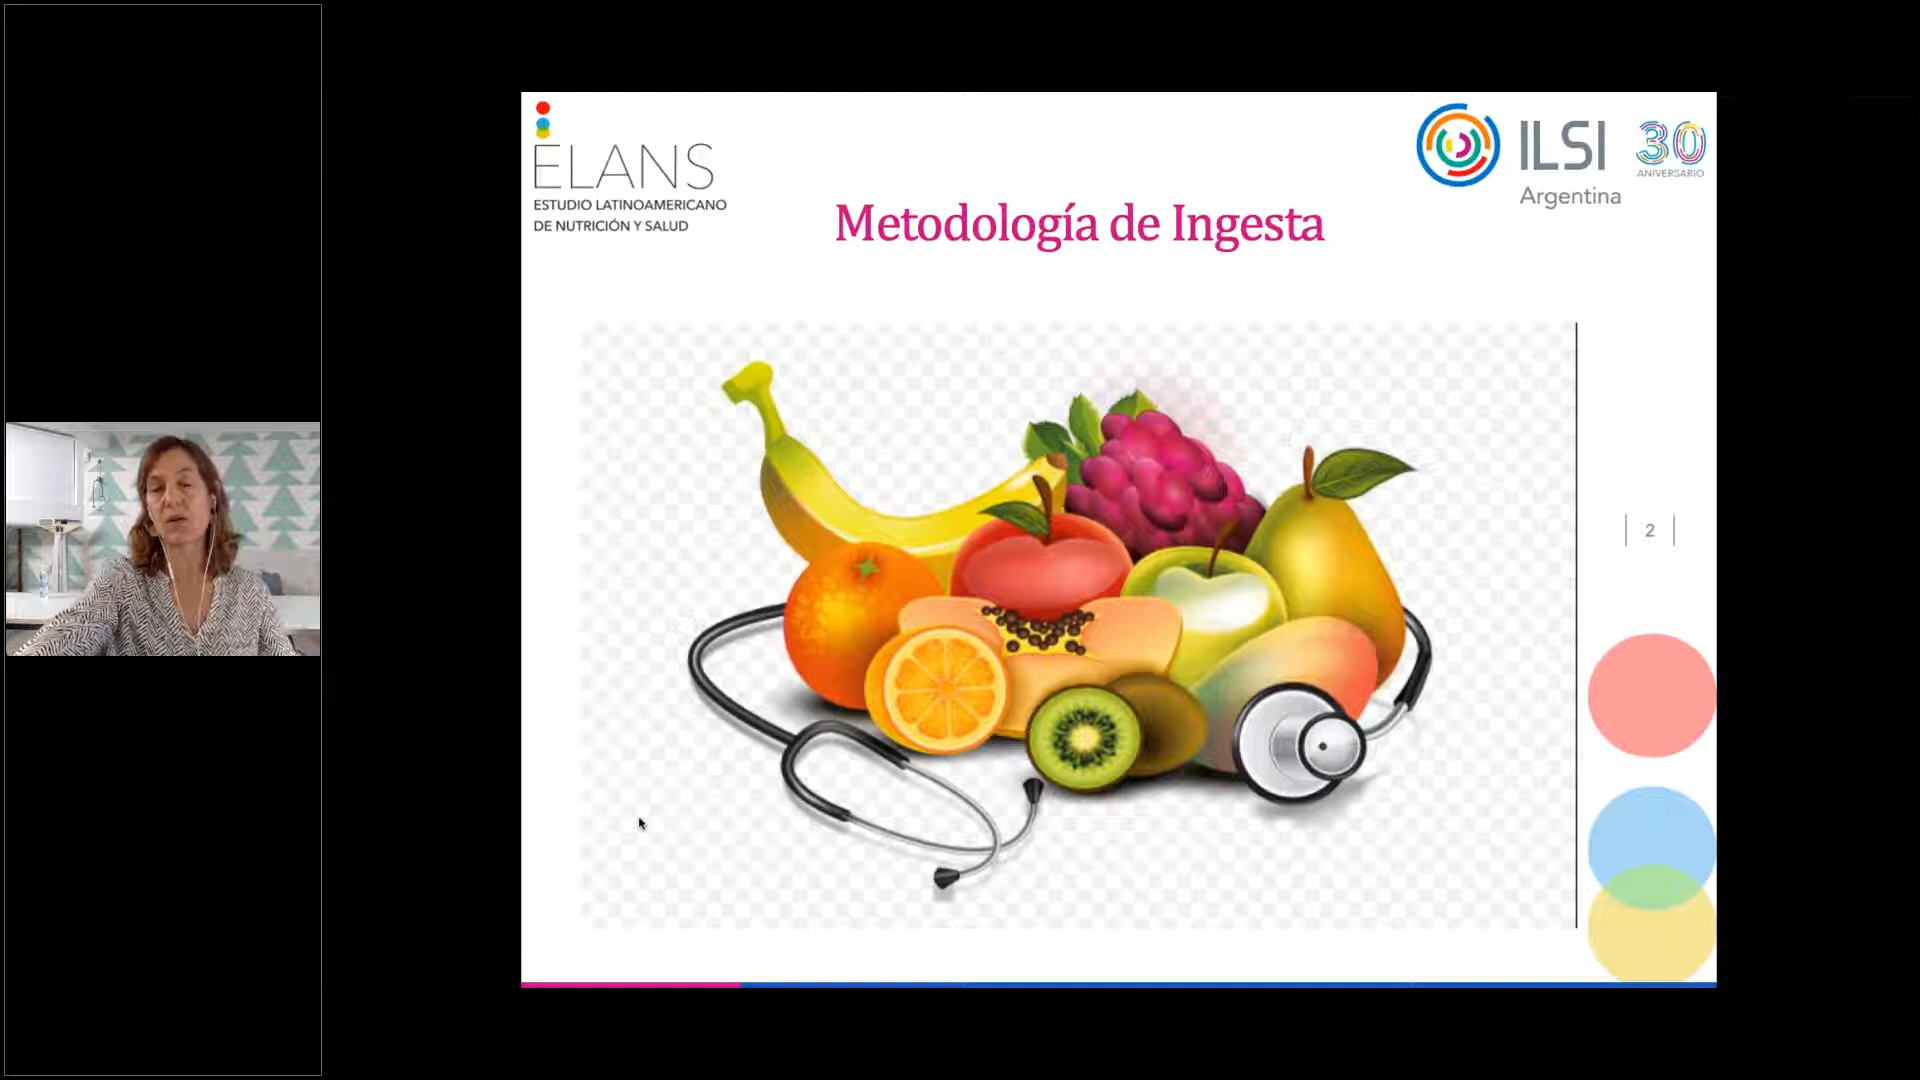 ELANS
ESTUDIO LATINOAMERICANO
DE NUTRICIÓN Y SALUD
ILSI
Argentina
30
ANIVERSARIO
Metodología de Ingesta
2